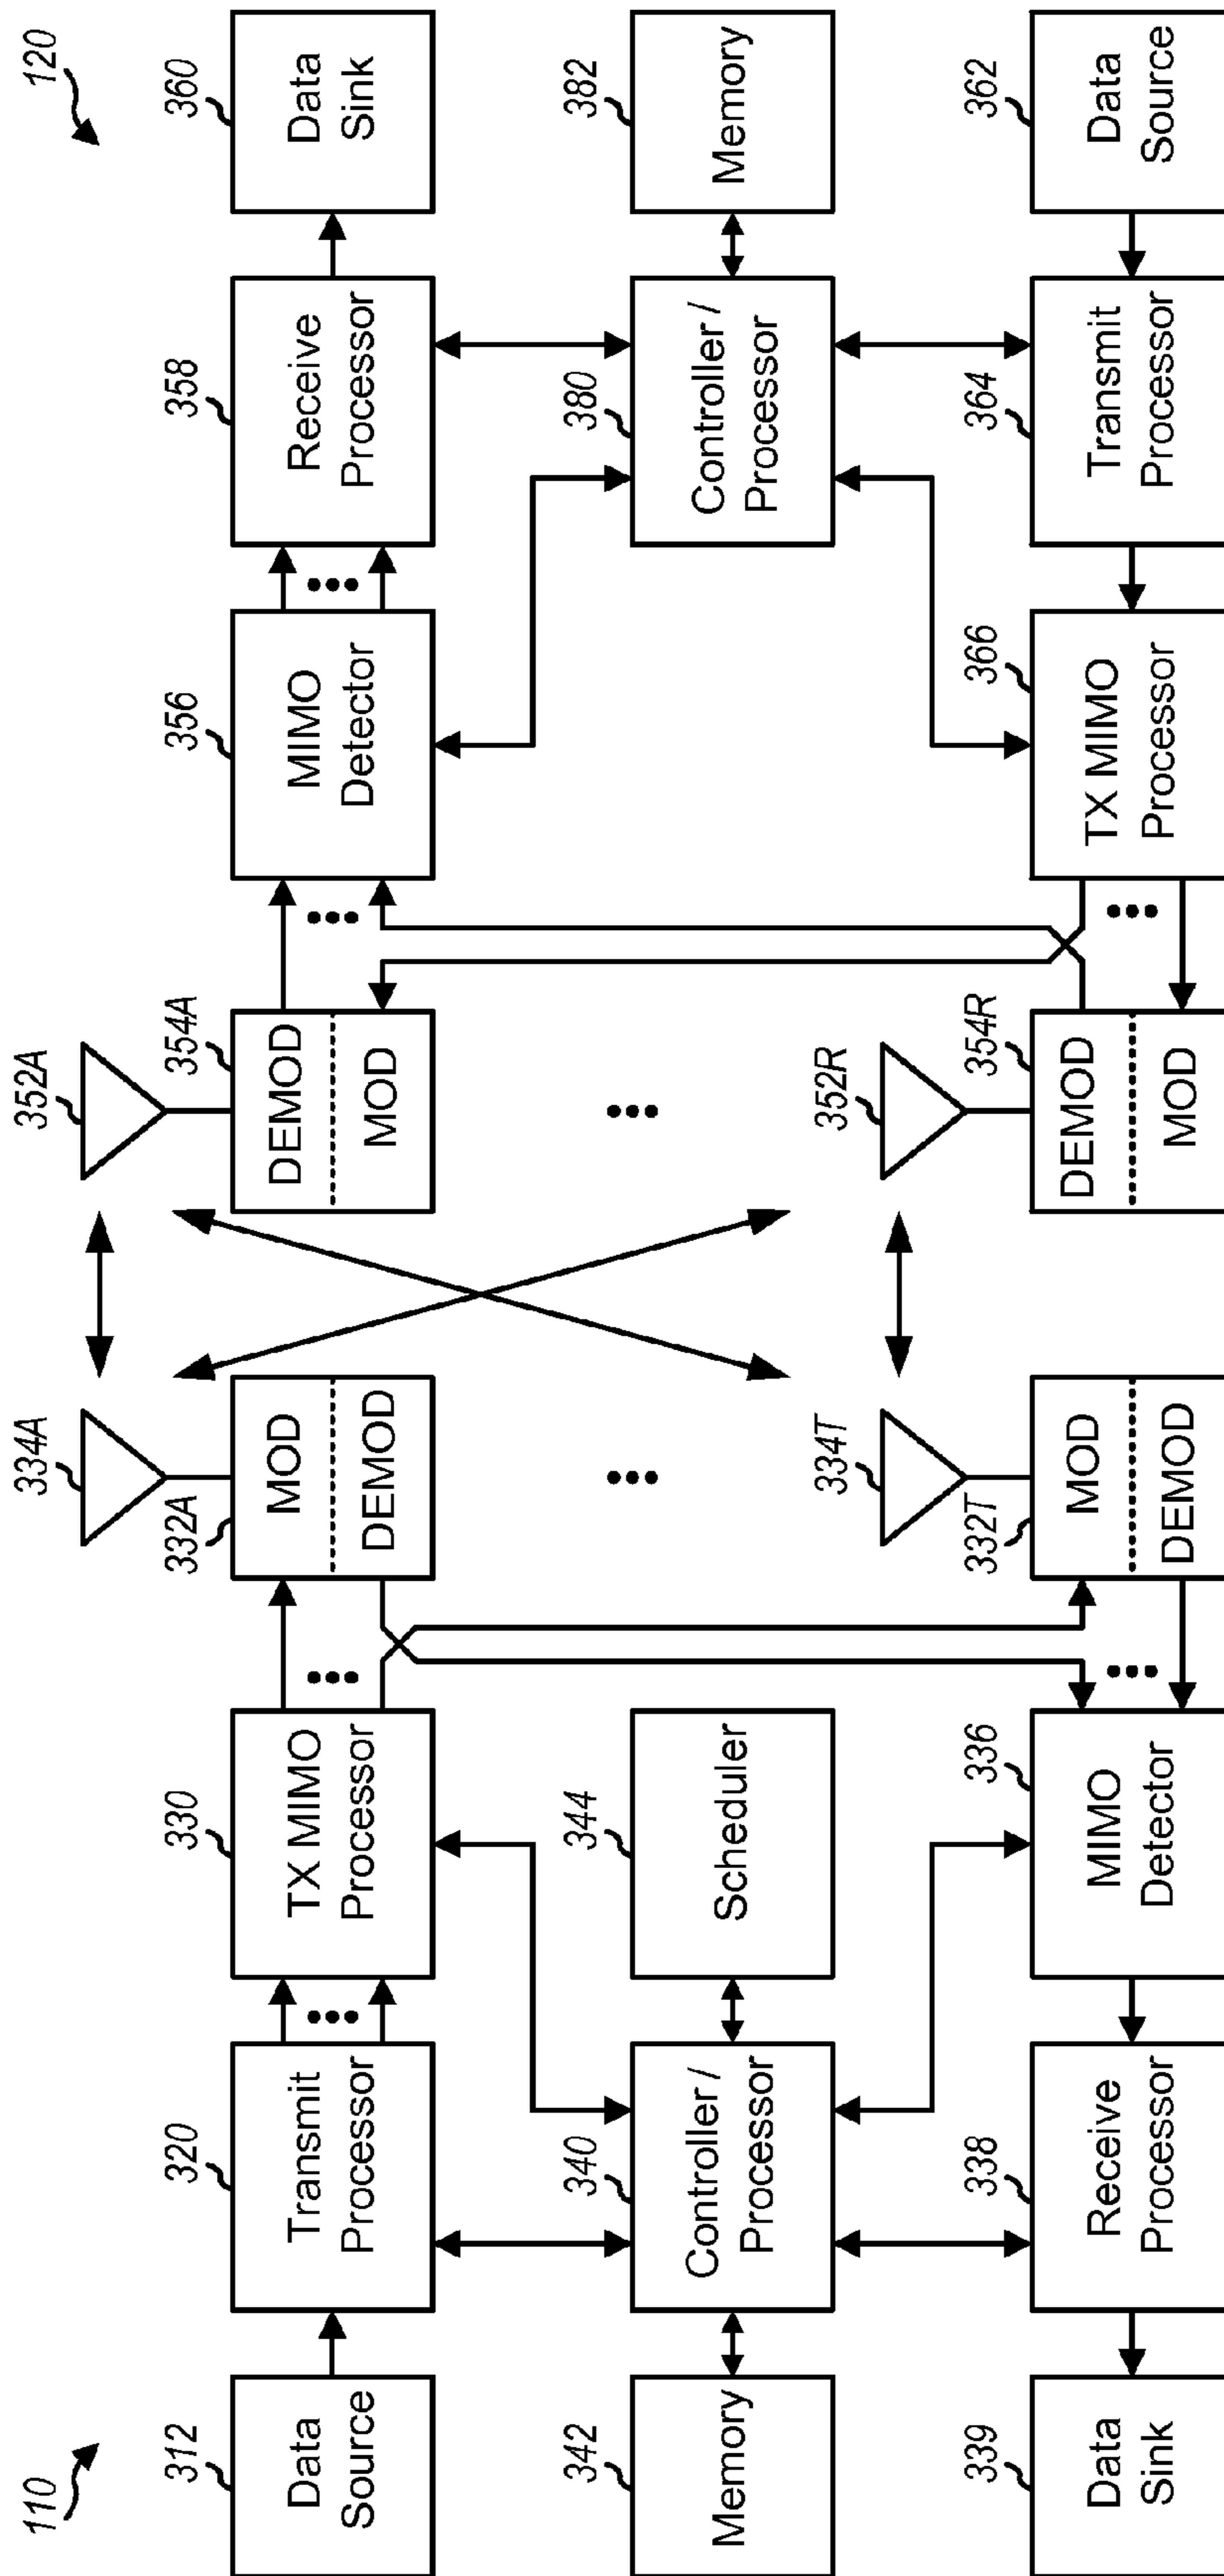 110
120
334A
352A
312
320
330
332A
354A
356
358
360
Data
Source
Transmit
Processor
TX MIMO
Processor
MOD
DEMOD
DEMOD
MOD
MIMO
Detector
Receive
Processor
Data
Sink
342
340
344
380
382
Memory
Controller /
Processor
Scheduler
Controller /
Processor
Memory
334T
352R
339
338
336
332T
354R
366
364
362
Data
Sink
Receive
Processor
MIMO
Detector
MOD
DEMOD
DEMOD
MOD
TX MIMO
Processor
Transmit
Processor
Data
Source